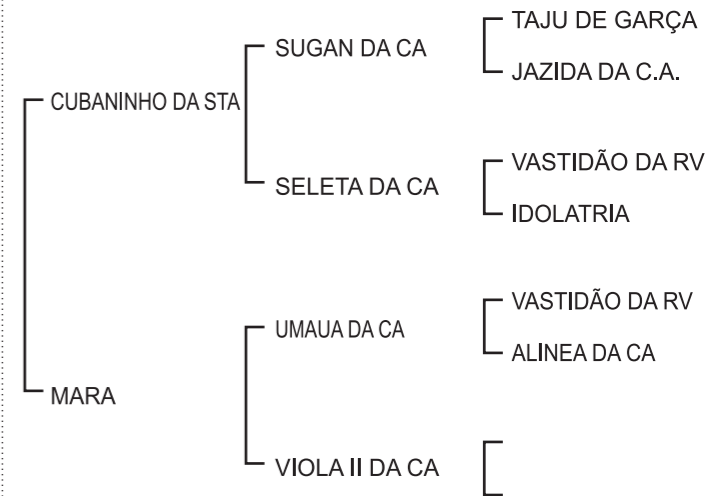 TAJU DE GARÇA
SUGAN DA CA
JAZIDA DA C.A.
CUBANINHO DA STA
VASTIDÃO DA RV
SELETA DA CA
IDOLATRIA
VASTIDÃO DA RV
UMAUA DA CA
ALINEA DA CA
MARA
VIOLA II DA CA